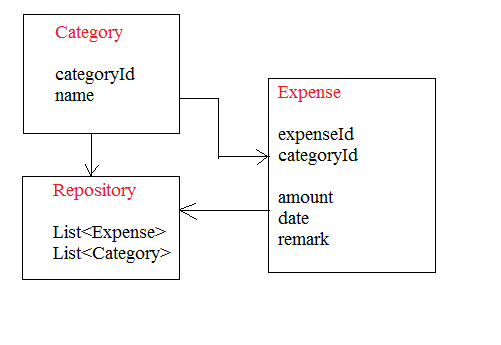 Category
categoryId
name
Expense
expenseId
categoryId
amount
date
remark
Repository
List<Expense>
List<Category>